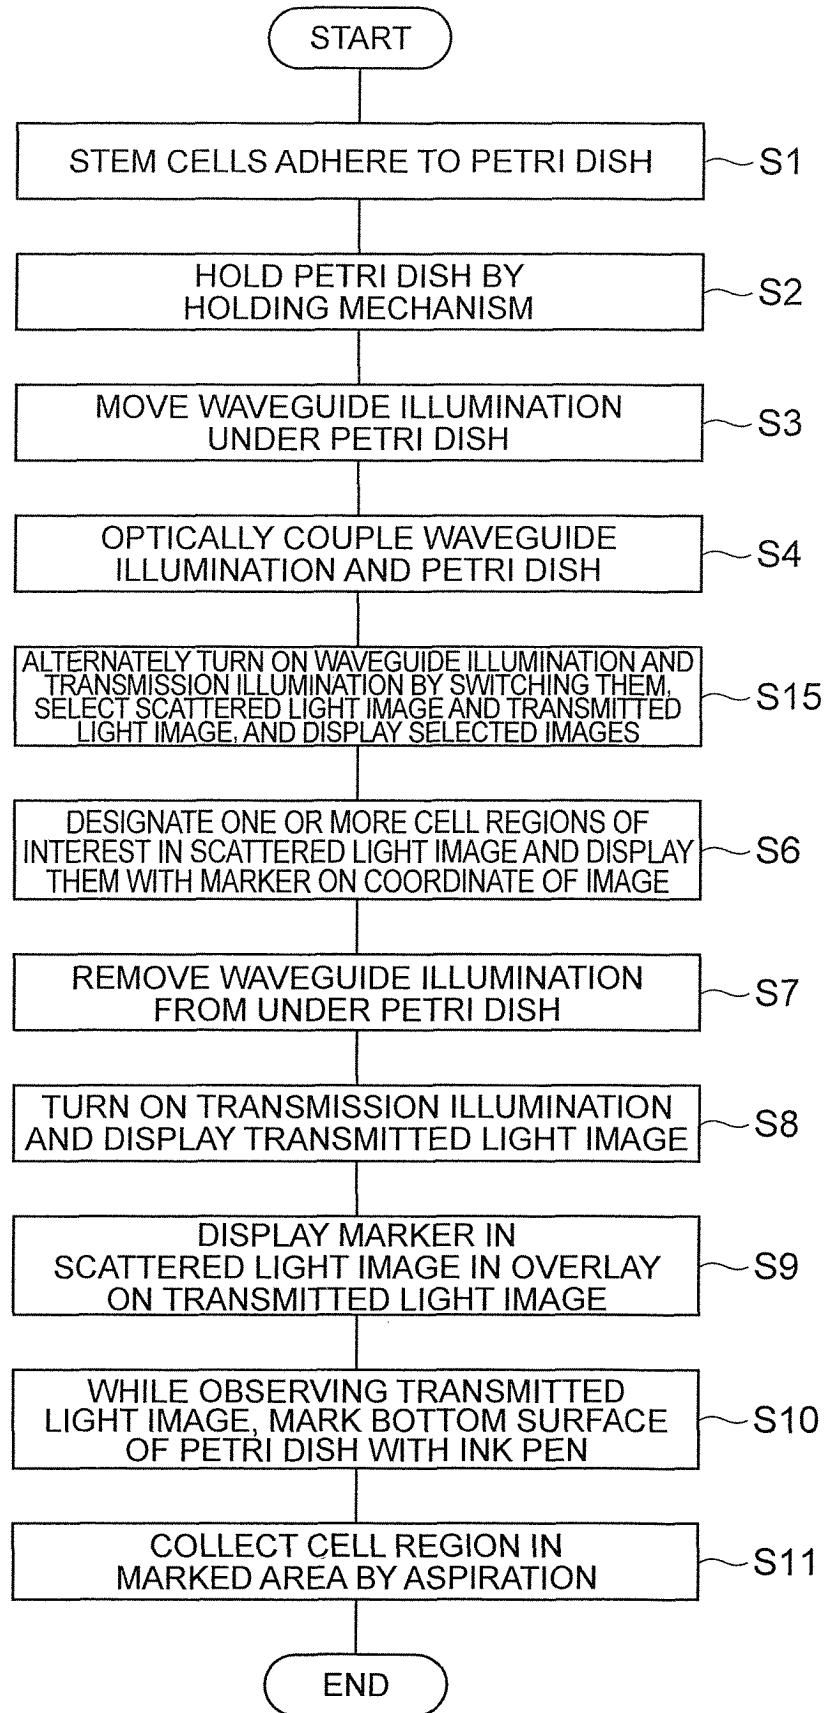 START
STEM CELLS ADHERE TO PETRI DISH
S1
HOLD PETRI DISH BY
HOLDING MECHANISM
S2
MOVE WAVEGUIDE ILLUMINATION
UNDER PETRI DISH
S3
OPTICALLY COUPLE WAVEGUIDE
ILLUMINATION AND PETRI DISH
S4
ALTERNATELY TURN ON WAVEGUIDE ILLUMINATION AND
TRANSMISSION ILLUMINATION BY SWITCHING THEM,
SELECT SCATTERED LIGHT IMAGE AND TRANSMITTED
LIGHT IMAGE, AND DISPLAY SELECTED IMAGES
S15
DESIGNATE ONE OR MORE CELL REGIONS OF
INTEREST IN SCATTERED LIGHT IMAGE AND DISPLAY
THEM WITH MARKER ON COORDINATE OF IMAGE
S6
REMOVE WAVEGUIDE ILLUMINATION
FROM UNDER PETRI DISH
S7
TURN ON TRANSMISSION ILLUMINATION
AND DISPLAY TRANSMITTED LIGHT IMAGE
S8
DISPLAY MARKER IN
SCATTERED LIGHT IMAGE IN OVERLAY
ON TRANSMITTED LIGHT IMAGE
S9
WHILE OBSERVING TRANSMITTED
LIGHT IMAGE, MARK BOTTOM SURFACE
OF PETRI DISH WITH INK PEN
S10
COLLECT CELL REGION IN
MARKED AREA BY ASPIRATION
S11
END